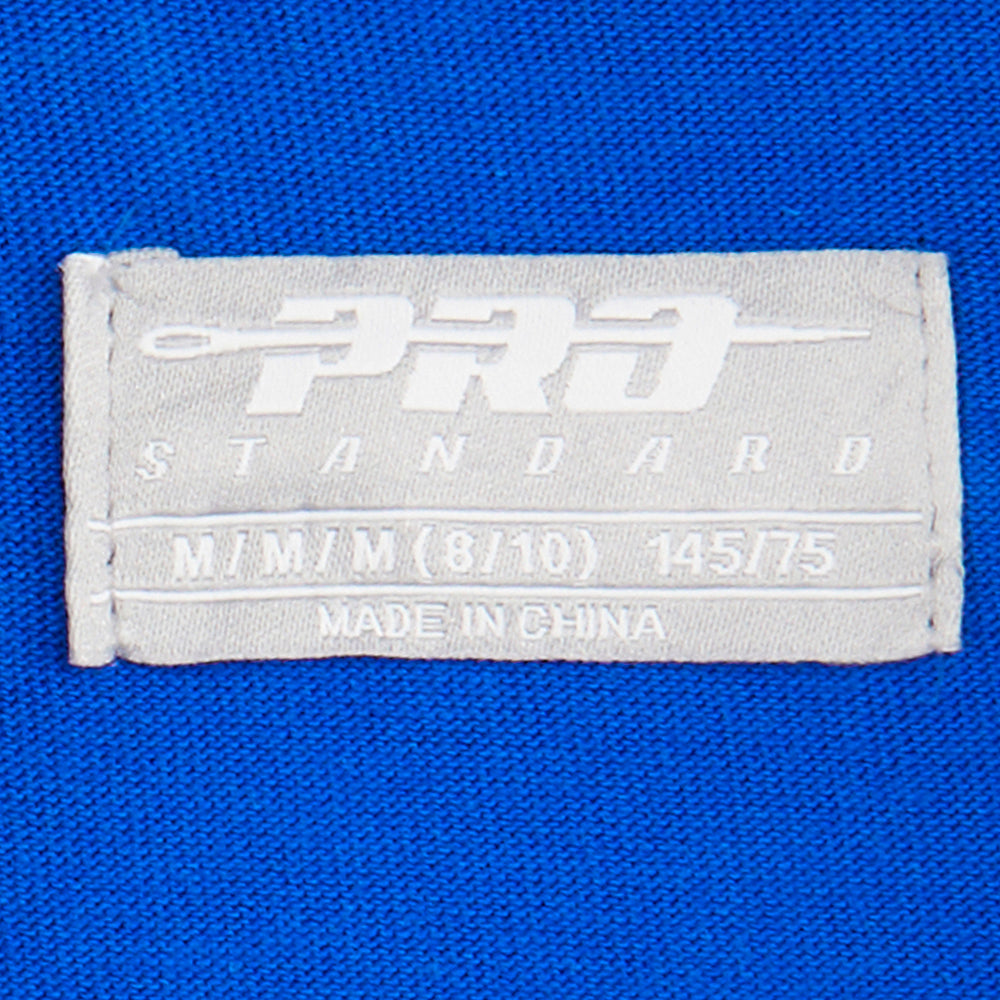 PRO
STANDARD
M/M/M (8/10) 145/75
MADE IN CHINA